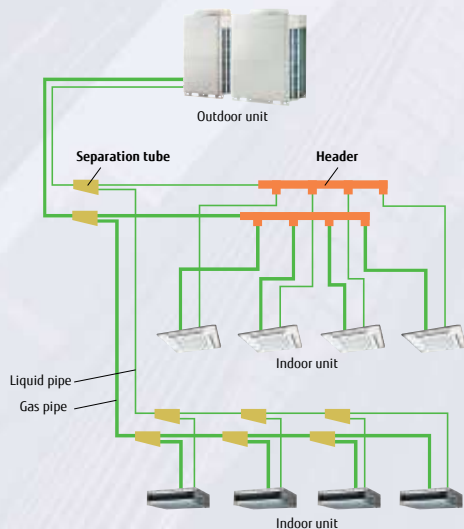 Outdoor unit
Separation tube
Header
Indoor unit
Liquid pipe
Gas pipe
Indoor unit